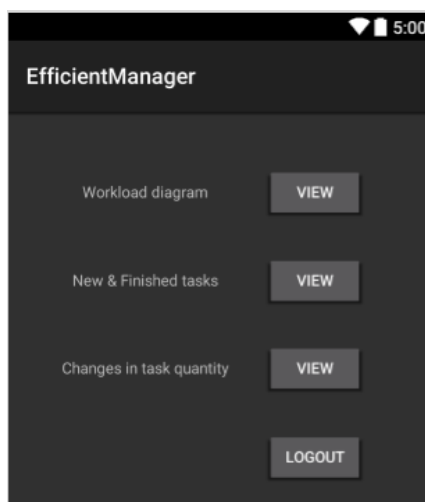 5:00
EfficientManager
Workload diagram VIEW
New & Finished tasks VIEW
Changes in task quantity VIEW
LOGOUT